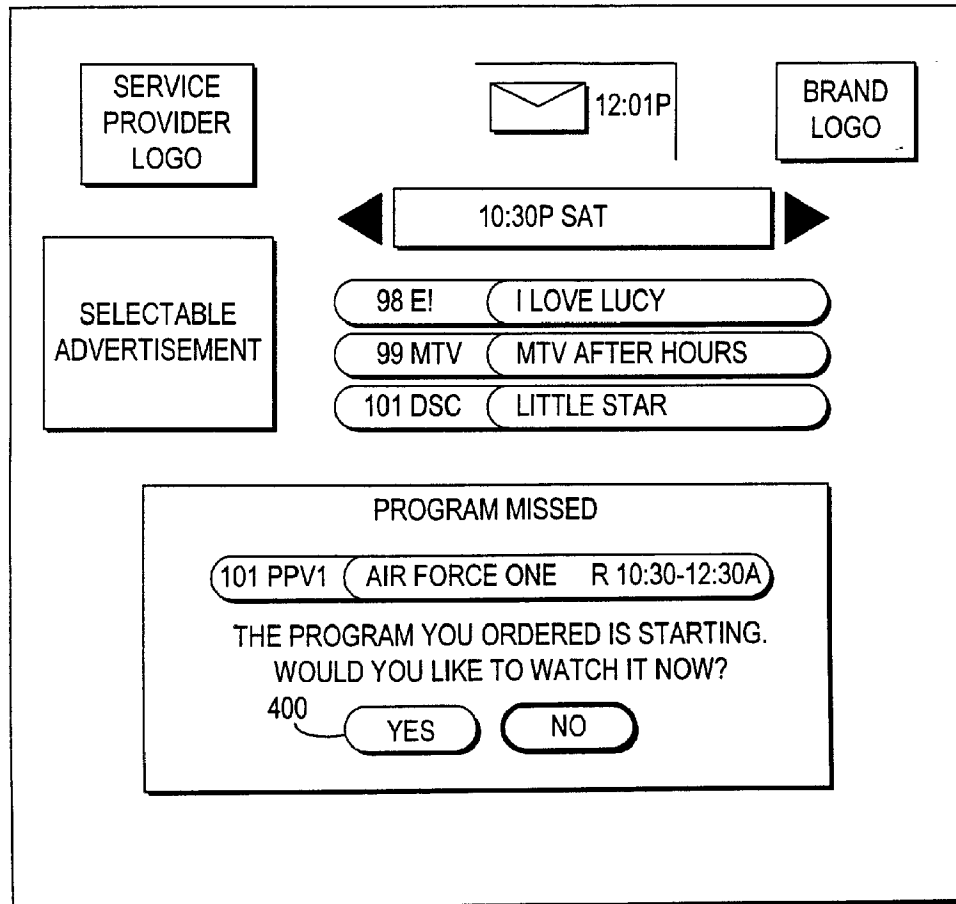 SERVICE
PROVIDER
LOGO
12:01P
BRAND
LOGO
10:30P SAT
SELECTABLE
ADVERTISEMENT
98 E! I LOVE LUCY
99 MTV MTV AFTER HOURS
101 DSC LITTLE STAR
PROGRAM MISSED
101 PPV1 AIR FORCE ONE R 10:30-12:30A
THE PROGRAM YOU ORDERED IS STARTING.
WOULD YOU LIKE TO WATCH IT NOW?
400
YES NO